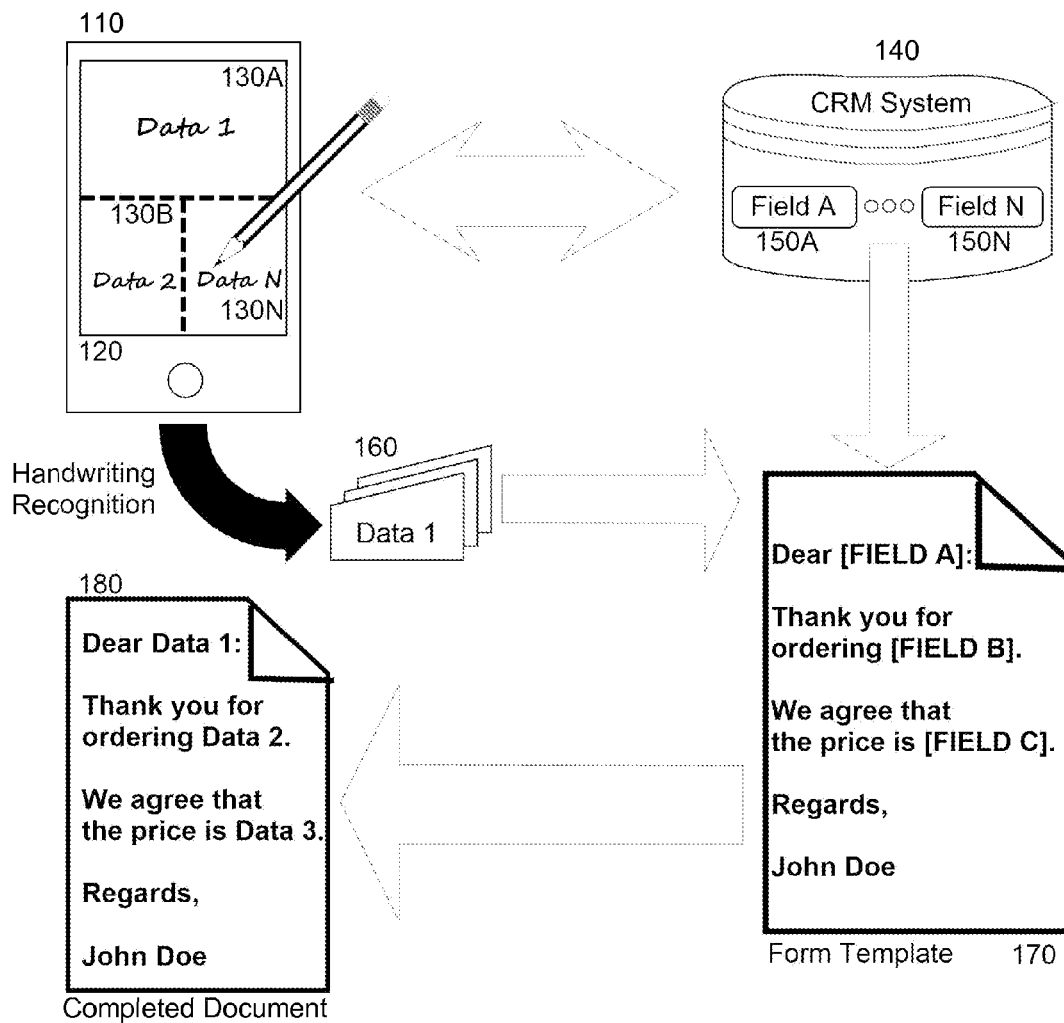 110
130A
Data 1
130B
Data 2
Data N
130N
120
140
CRM System
Field A
Field N
150A
150N
Handwriting
Recognition
160
Data 1
Dear [FIELD A]:
Thank you for
ordering [FIELD B].
We agree that
the price is [FIELD C].
Regards,
John Doe
Form Template 170
180
Dear Data 1:
Thank you for
ordering Data 2.
We agree that
the price is Data 3.
Regards,
John Doe
Completed Document